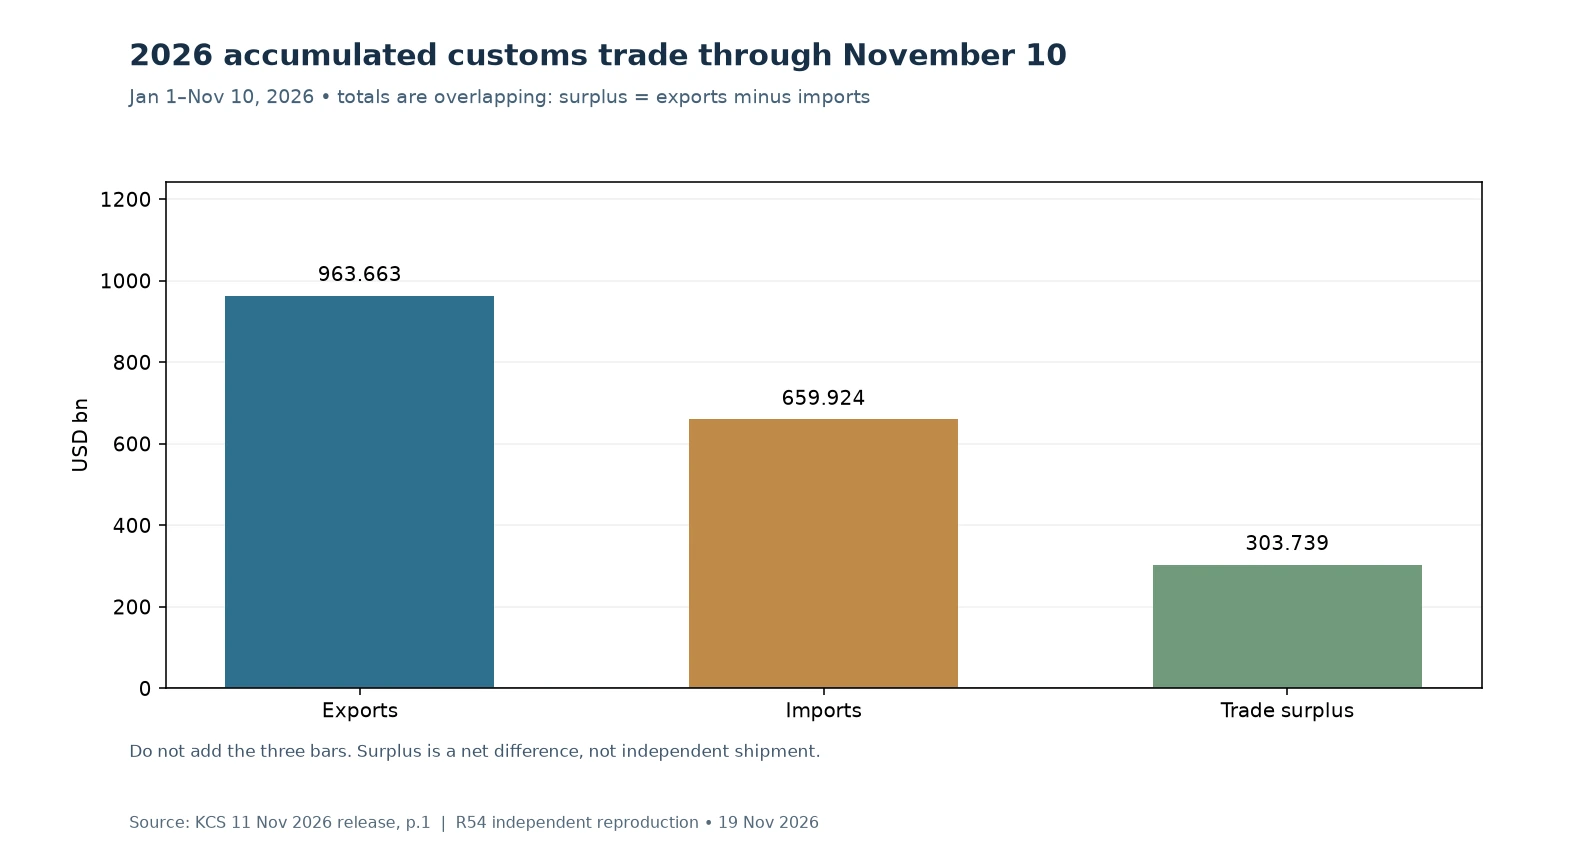 2026 accumulated customs trade through November 10
Jan 1–Nov 10, 2026 • totals are overlapping: surplus = exports minus imports
1200
1000
800
600
400
200
0
USD bn
963.663
659.924
303.739
Exports
Imports
Trade surplus
Do not add the three bars. Surplus is a net difference, not independent shipment.
Source: KCS 11 Nov 2026 release, p.1 | R54 independent reproduction • 19 Nov 2026